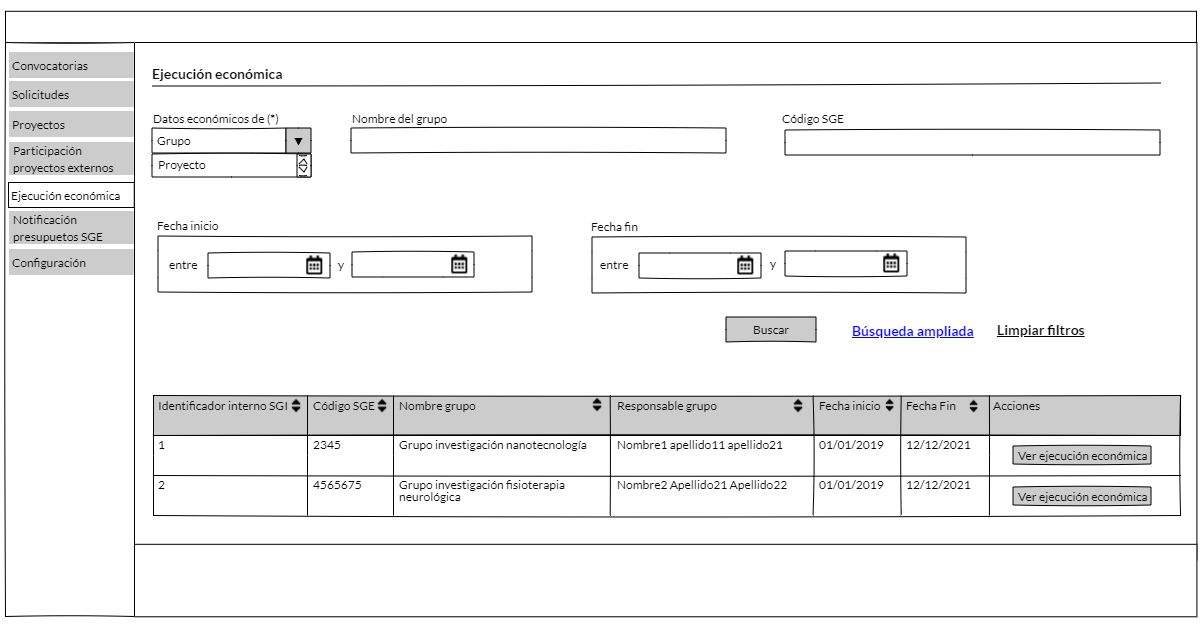 Convocatorias
Solicitudes
Proyectos
Participación
proyectos externos
Ejecución económica
Notificación
presupuetos SGE
Configuración
Ejecución económica
Datos económicos de (*)
Nombre del grupo
Código SGE
Grupo
Proyecto
Fecha inicio
Fecha fin
entre
y
entre
y
Buscar
Búsqueda ampliada
Limpiar filtros
Identificador interno SGI
Código SGE
Nombre grupo
Responsable grupo
Fecha inicio
Fecha Fin
Acciones
1
2345
Grupo investigación nanotecnología
Nombre1 apellido11 apellido21
01/01/2019
12/12/2021
Ver ejecución económica
2
4565675
Grupo investigación fisioterapia
neurológica
Nombre2 Apellido21 Apellido22
01/01/2019
12/12/2021
Ver ejecución económica